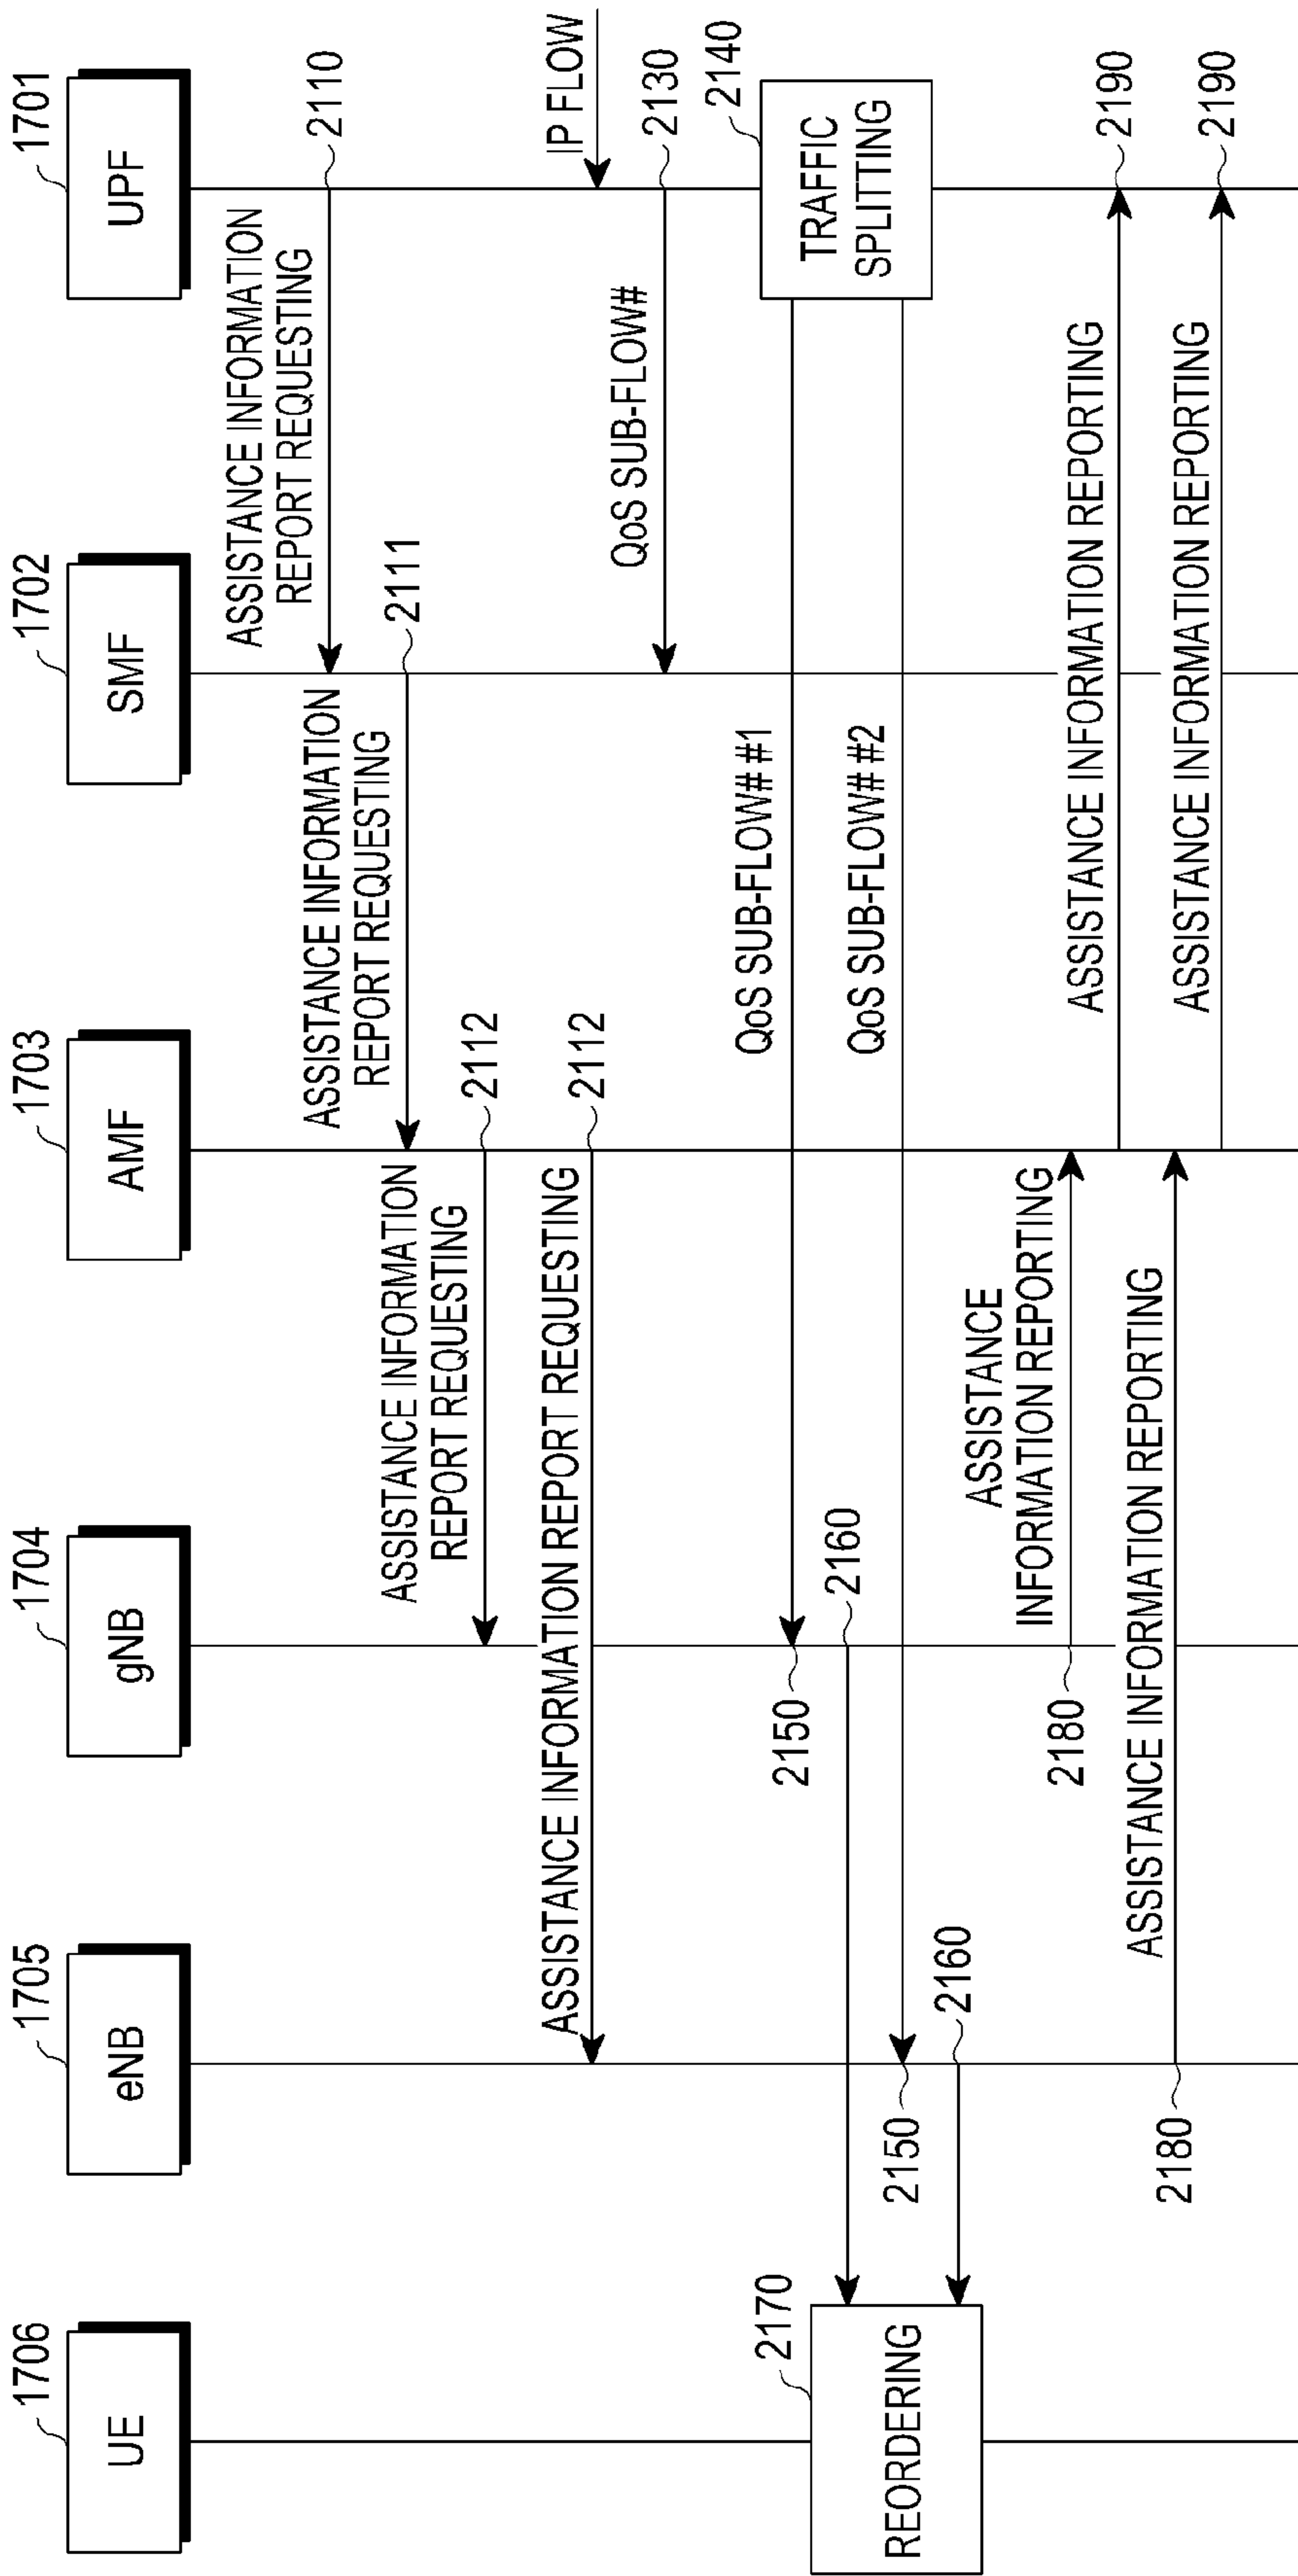 1706
UE
1705
eNB
1704
gNB
1703
AMF
1702
SMF
1701
UPF
ASSISTANCE INFORMATION
REPORT REQUESTING
2110
ASSISTANCE INFORMATION
REPORT REQUESTING
2111
ASSISTANCE INFORMATION
REPORT REQUESTING
2112
ASSISTANCE INFORMATION REPORT REQUESTING
2112
IP FLOW
QoS SUB-FLOW#
2130
2140
TRAFFIC
SPLITTING
QoS SUB-FLOW# #1
2150
2160
2170
REORDERING
QoS SUB-FLOW# #2
2150
2160
ASSISTANCE
INFORMATION REPORTING
2180
ASSISTANCE INFORMATION REPORTING
2190
ASSISTANCE INFORMATION REPORTING
2180
ASSISTANCE INFORMATION REPORTING
2190